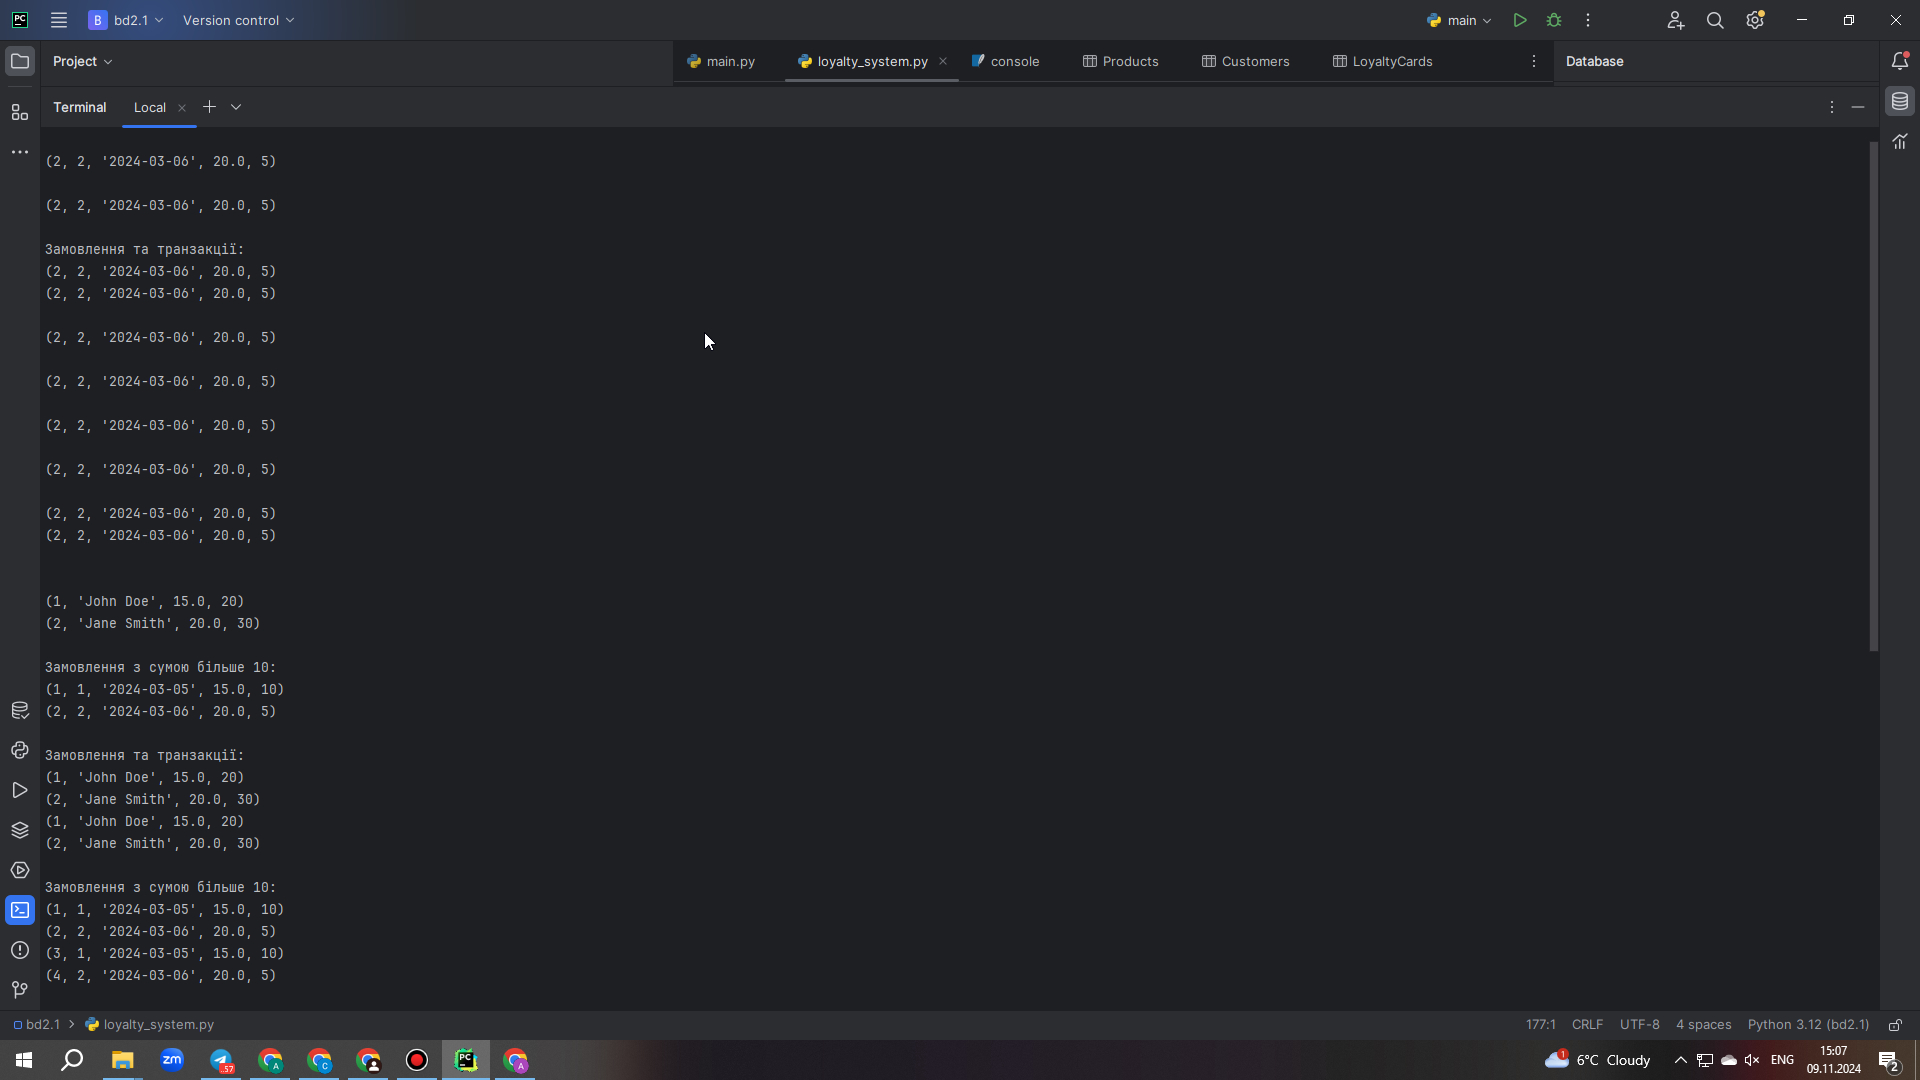 PC B bd2.1 Version control main
Project main.py loyalty_system.py console Products Customers LoyaltyCards Database
Terminal Local
(2, 2, '2024-03-06', 20.0, 5)
(2, 2, '2024-03-06', 20.0, 5)
Замовлення та транзакції:
(2, 2, '2024-03-06', 20.0, 5)
(2, 2, '2024-03-06', 20.0, 5)
(2, 2, '2024-03-06', 20.0, 5)
(2, 2, '2024-03-06', 20.0, 5)
(2, 2, '2024-03-06', 20.0, 5)
(2, 2, '2024-03-06', 20.0, 5)
(2, 2, '2024-03-06', 20.0, 5)
(2, 2, '2024-03-06', 20.0, 5)
(1, 'John Doe', 15.0, 20)
(2, 'Jane Smith', 20.0, 30)
Замовлення з сумою більше 10:
(1, 1, '2024-03-05', 15.0, 10)
(2, 2, '2024-03-06', 20.0, 5)
Замовлення та транзакції:
(1, 'John Doe', 15.0, 20)
(2, 'Jane Smith', 20.0, 30)
(1, 'John Doe', 15.0, 20)
(2, 'Jane Smith', 20.0, 30)
Замовлення з сумою більше 10:
(1, 1, '2024-03-05', 15.0, 10)
(2, 2, '2024-03-06', 20.0, 5)
(3, 1, '2024-03-05', 15.0, 10)
(4, 2, '2024-03-06', 20.0, 5)
bd2.1 loyalty_system.py 177:1 CRLF UTF-8 4 spaces Python 3.12 (bd2.1)
zm 57 A C PC A 1 6°C Cloudy ENG 15:07 2
09.11.2024